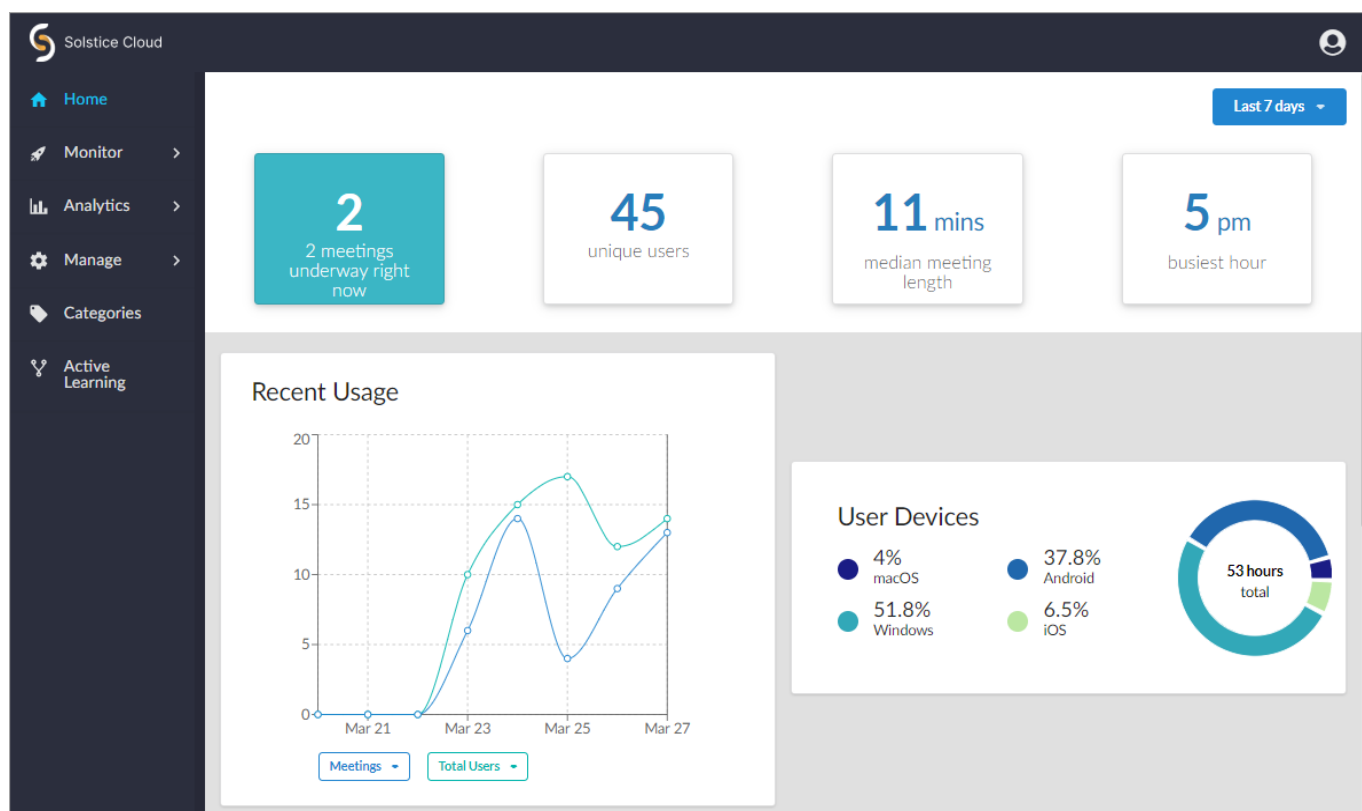 Solstice Cloud
Home
Monitor
Analytics
Manage
Categories
Active
Learning
Last 7 days
2
2 meetings
underway right
now
45
unique users
11 mins
median meeting
length
5 pm
busiest hour
Recent Usage
20
15
10
5
0
Mar 21 Mar 23 Mar 25 Mar 27
Meetings
Total Users
User Devices
4%
macOS
37.8%
Android
51.8%
Windows
6.5%
iOS
53 hours
total